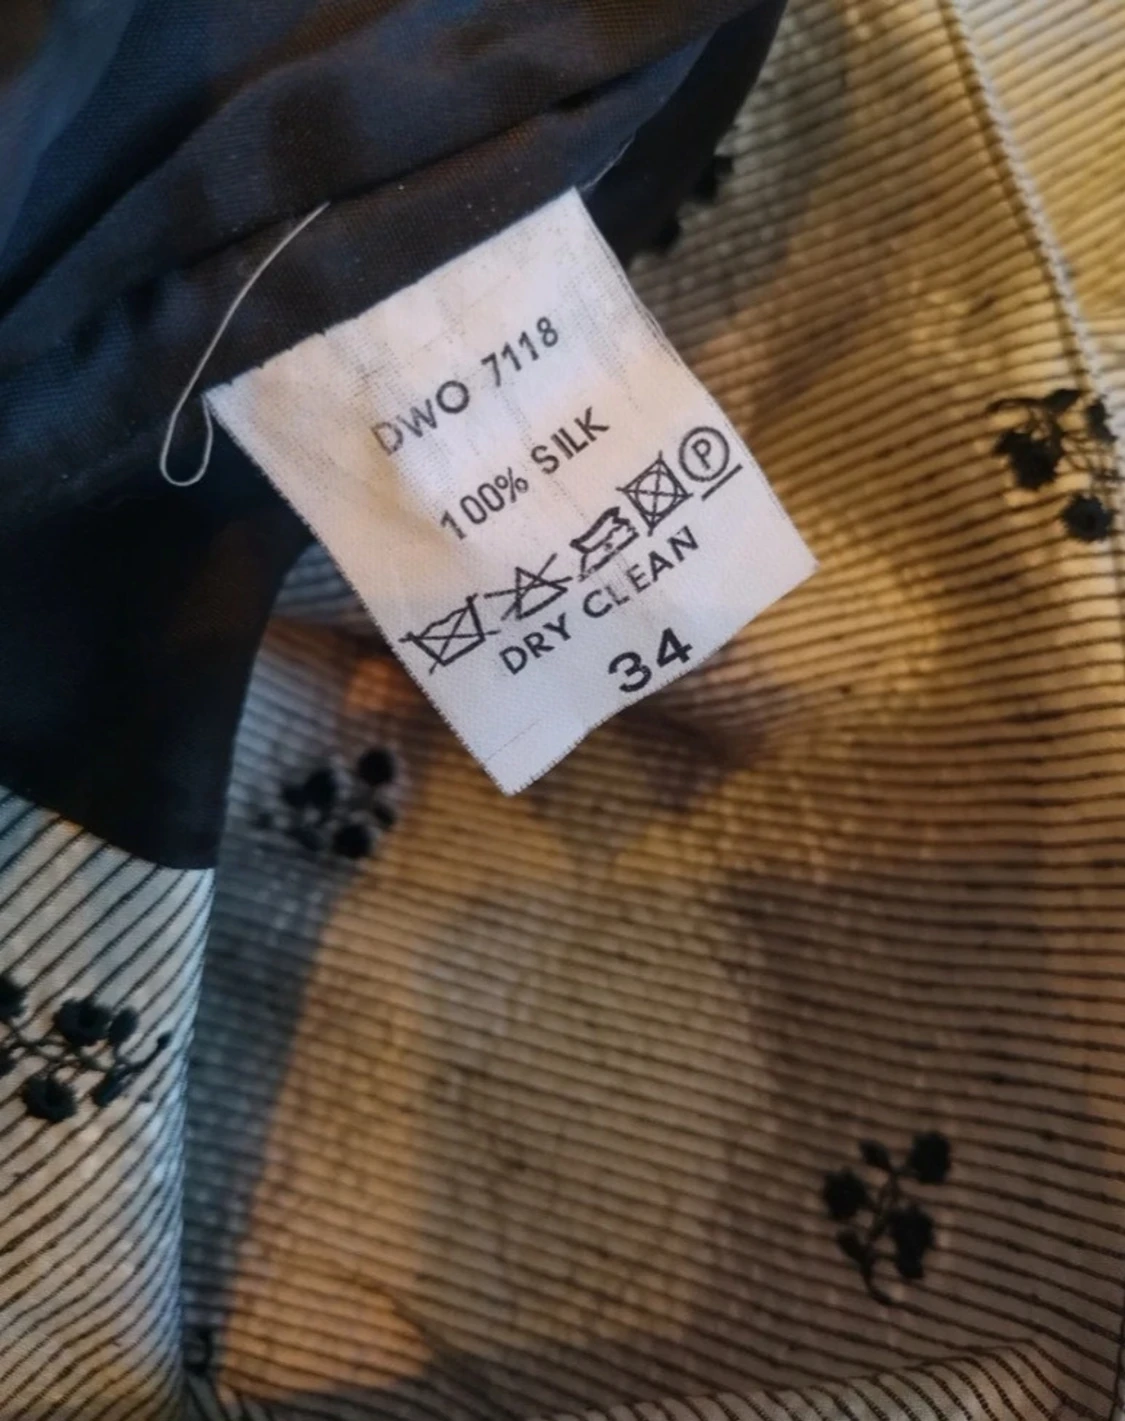 DWO 7118
100% SILK
P
DRY CLEAN
34